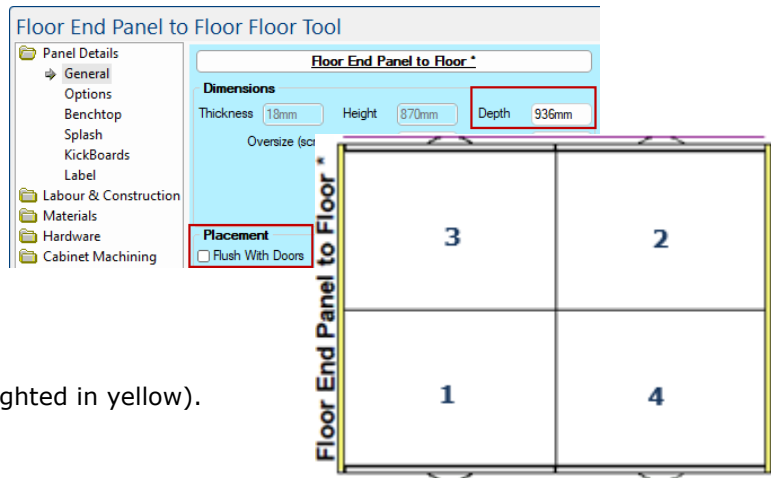 Floor End Panel to Floor Floor Tool
Panel Details
General
Options
Benchtop
Splash
KickBoards
Label
Labour & Construction
Materials
Hardware
Cabinet Machining
Floor End Panel to Floor *
Dimensions
Thickness 18mm Height 870mm Depth 936mm
Oversize (scr
Placement
Flush With Doors
Floor End Panel to Floor *
3 2
1 4
ghted in yellow).